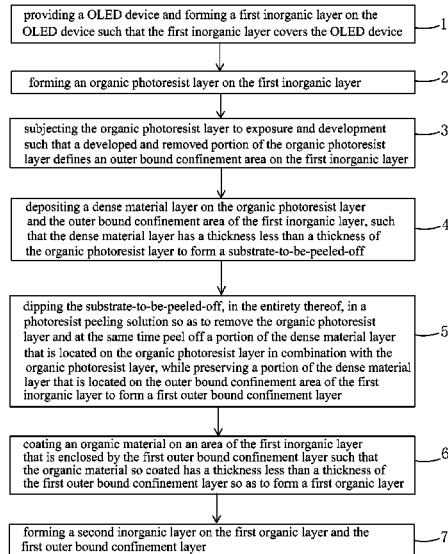 providing a OLED device and forming a first inorganic layer on the
OLED device such that the first inorganic layer covers the OLED device
1
forming an organic photoresist layer on the first inorganic layer
2
subjecting the organic photoresist layer to exposure and development
such that a developed and removed portion of the organic photoresist
layer defines an outer bound confinement area on the first inorganic layer
3
depositing a dense material layer on the organic photoresist layer
and the outer bound confinement area of the first inorganic layer, such
that the dense material layer has a thickness less than a thickness of
the organic photoresist layer to form a substrate-to-be-peeled-off
4
dipping the substrate-to-be-peeled-off, in the entirety thereof, in a
photoresist peeling solution so as to remove the organic photoresist
layer and at the same time peel off a portion of the dense material layer
that is located on the organic photoresist layer in combination with the
organic photoresist layer, while preserving a portion of the dense material
layer that is located on the outer bound confinement area of the first
inorganic layer to form a first outer bound confinement layer
5
coating an organic material on an area of the first inorganic layer
that is enclosed by the first outer bound confinement layer such that
the organic material so coated has a thickness less than a thickness
of the first outer bound confinement layer so as to form a first organic layer
6
forming a second inorganic layer on the first organic layer and the
first outer bound confinement layer
7